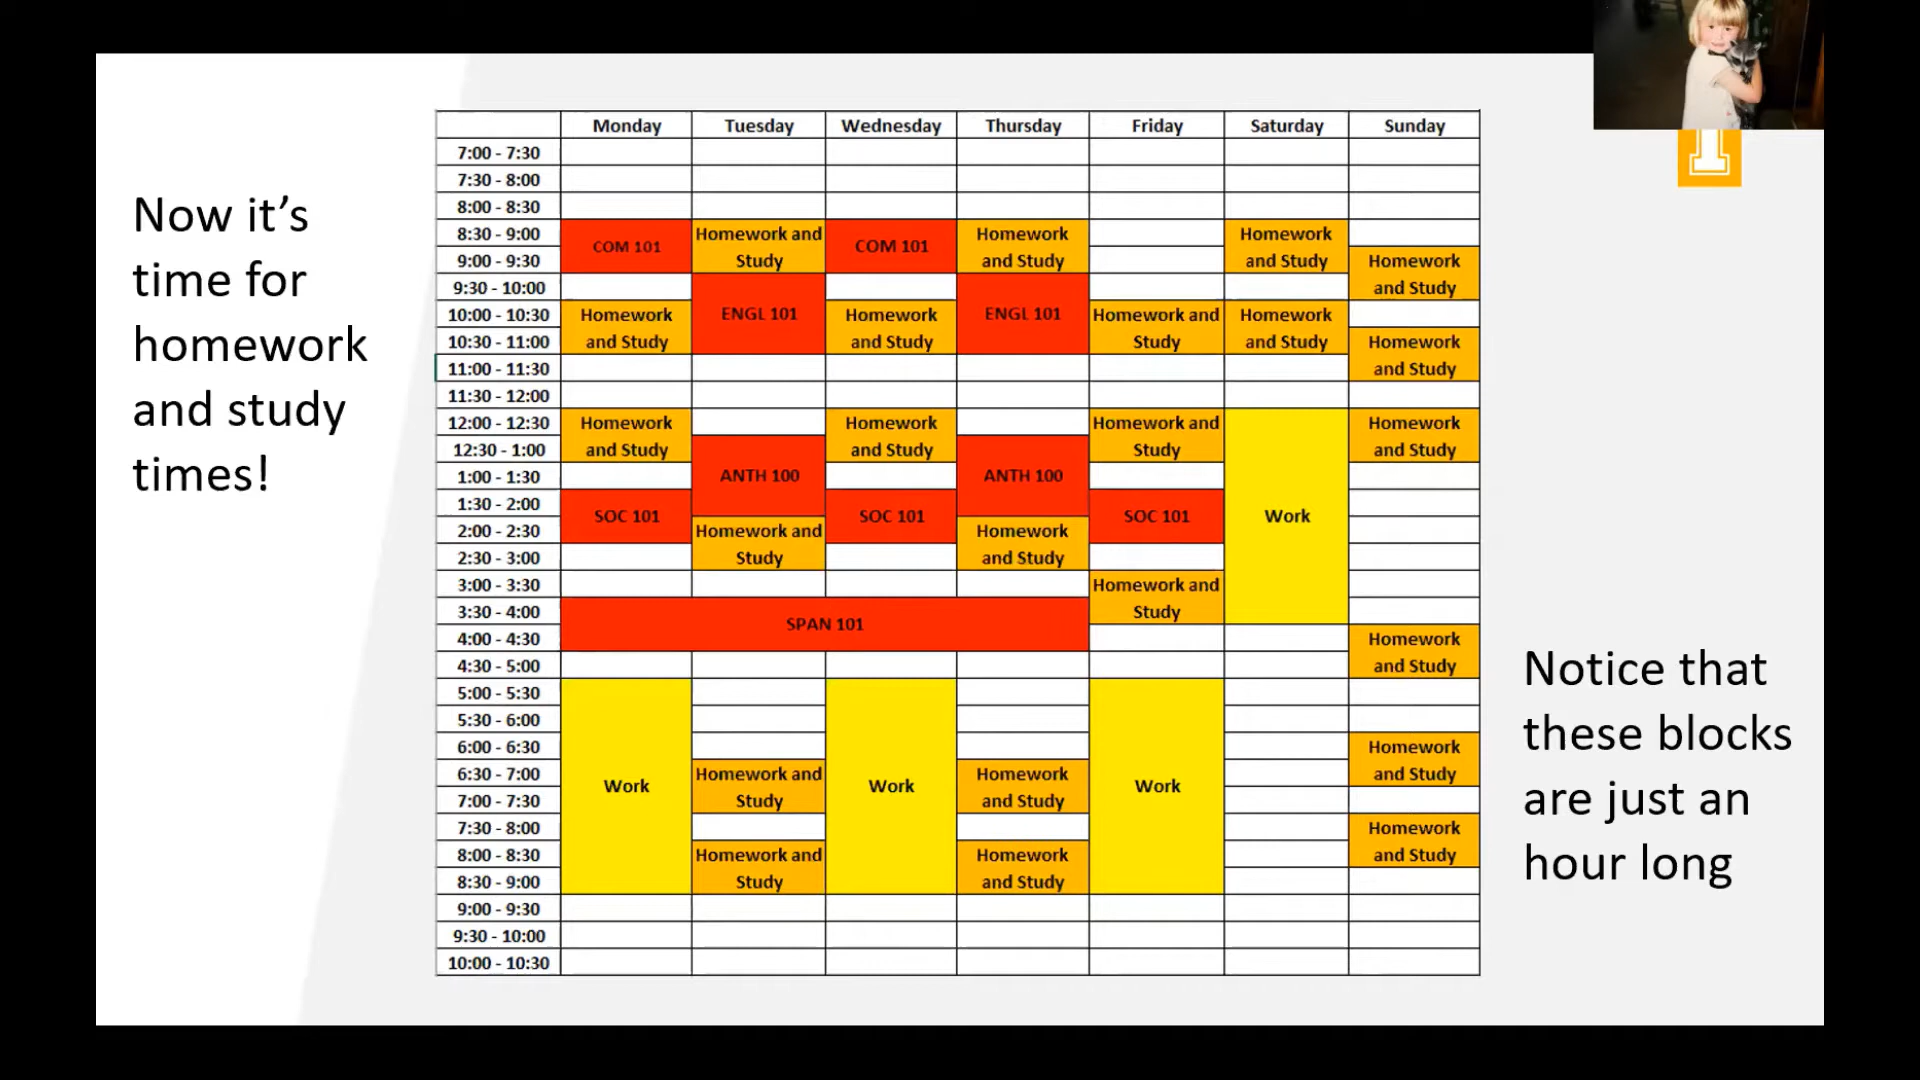 Now it's
time for
homework
and study
times!
Monday Tuesday Wednesday Thursday Friday Saturday Sunday
7:00 - 7:30
7:30 - 8:00
8:00 - 8:30
8:30 - 9:00 COM 101 Homework and Study COM 101 Homework and Study Homework and Study
9:00 - 9:30 Homework and Study
9:30 - 10:00 ENGL 101 ENGL 101
10:00 - 10:30 Homework and Study Homework and Study Homework and Study Homework and Study
10:30 - 11:00 Homework and Study
11:00 - 11:30
11:30 - 12:00
12:00 - 12:30 Homework and Study Homework and Study Homework and Study Work Homework and Study
12:30 - 1:00 ANTH 100 ANTH 100
1:00 - 1:30
1:30 - 2:00 SOC 101 SOC 101 SOC 101
2:00 - 2:30 Homework and Study Homework and Study
2:30 - 3:00
3:00 - 3:30 Homework and Study
3:30 - 4:00 SPAN 101
4:00 - 4:30 Homework and Study
4:30 - 5:00
5:00 - 5:30 Work Work Work
5:30 - 6:00
6:00 - 6:30 Homework and Study
6:30 - 7:00 Homework and Study Homework and Study
7:00 - 7:30
7:30 - 8:00 Homework and Study
8:00 - 8:30 Homework and Study Homework and Study
8:30 - 9:00
9:00 - 9:30
9:30 - 10:00
10:00 - 10:30
Notice that
these blocks
are just an
hour long
I